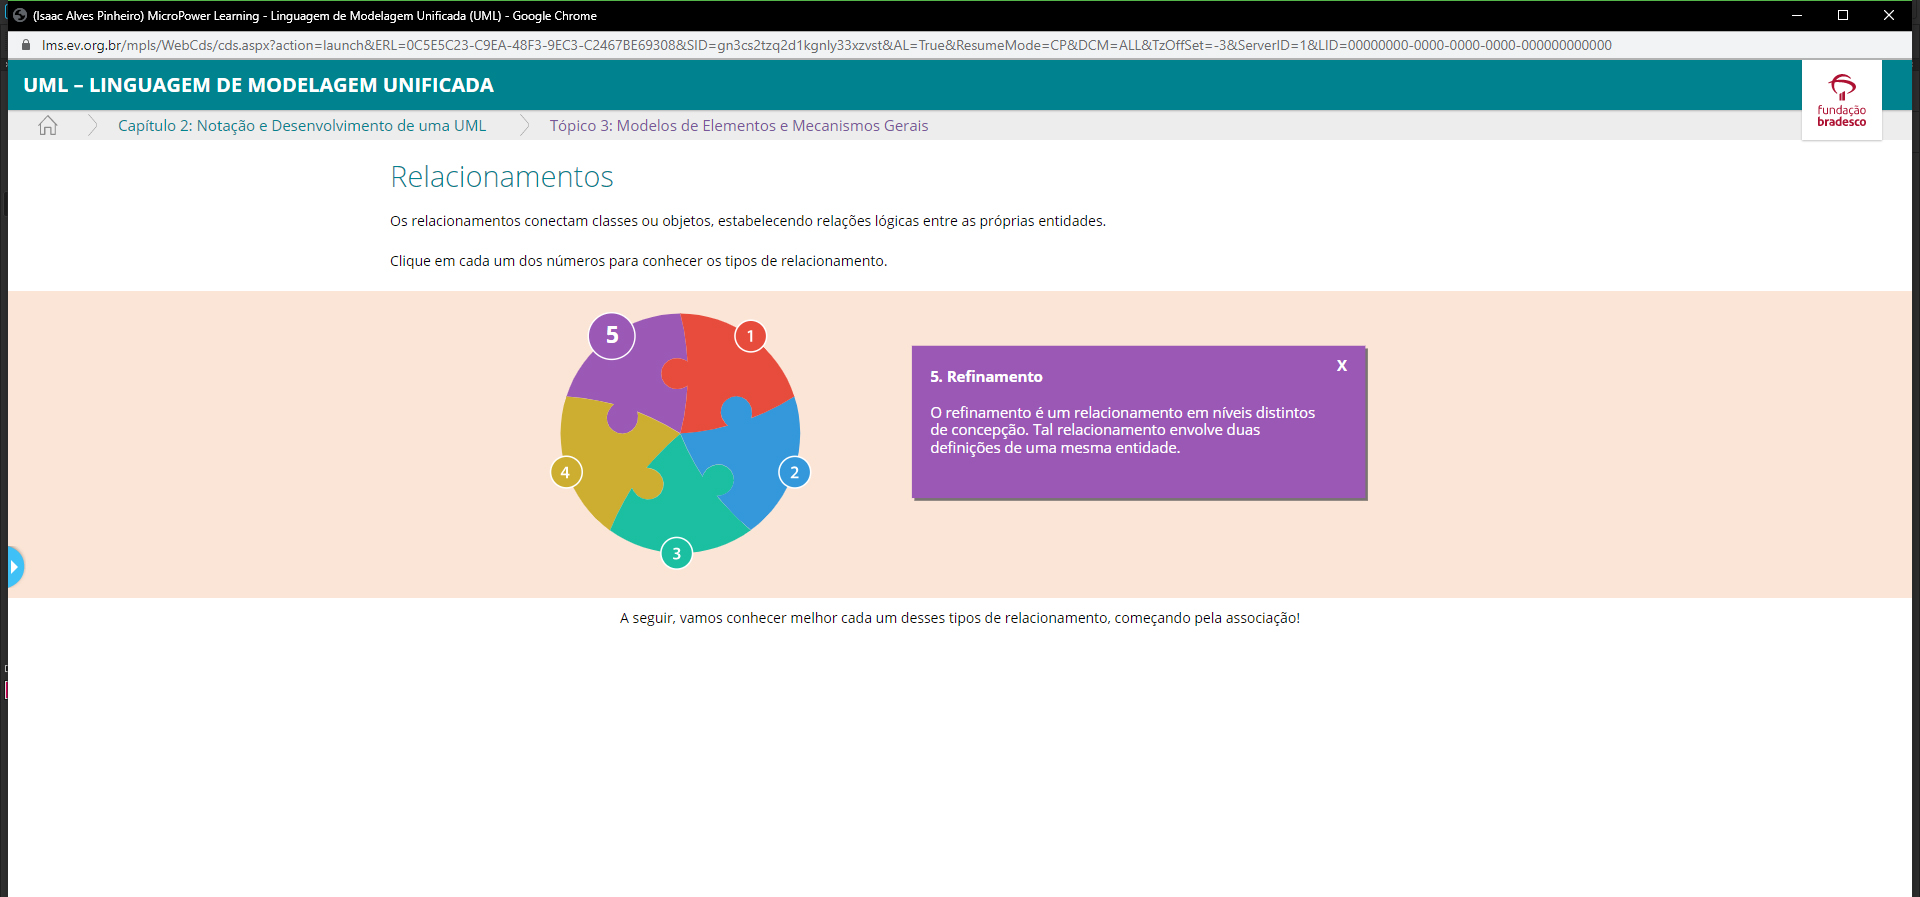 (Isaac Alves Pinheiro) MicroPower Learning - Linguagem de Modelagem Unificada (UML) - Google Chrome
lms.ev.org.br/mpls/WebCds/cds.aspx?action=launch&ERL=0C5E5C23-C9EA-48F3-9EC3-C2467BE69308&SID=gn3cs2tzq2d1kgnly33xzvst&AL=True&ResumeMode=CP&DCM=ALL&TzOffSet=-3&ServerID=1&LID=00000000-0000-0000-0000-000000000000
UML – LINGUAGEM DE MODELAGEM UNIFICADA
fundação
bradesco
Capítulo 2: Notação e Desenvolvimento de uma UML
Tópico 3: Modelos de Elementos e Mecanismos Gerais
Relacionamentos
Os relacionamentos conectam classes ou objetos, estabelecendo relações lógicas entre as próprias entidades.
Clique em cada um dos números para conhecer os tipos de relacionamento.
5
1
4
2
3
X
5. Refinamento
O refinamento é um relacionamento em níveis distintos
de concepção. Tal relacionamento envolve duas
definições de uma mesma entidade.
A seguir, vamos conhecer melhor cada um desses tipos de relacionamento, começando pela associação!